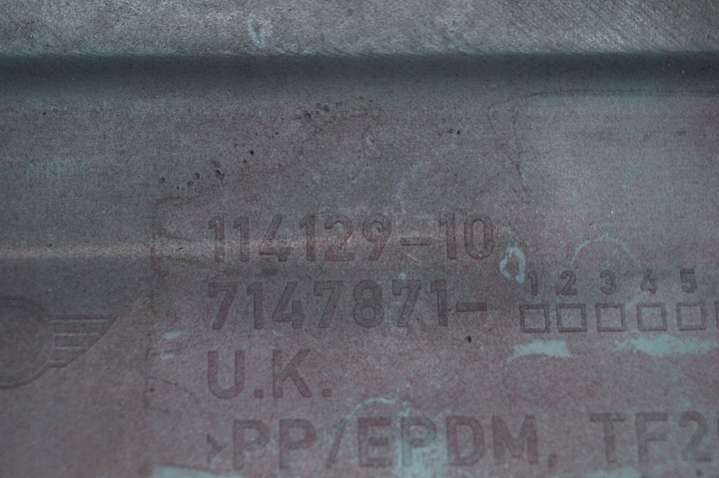 114129-10
7147871- 1 2 3 4 5
U.K.
>PP/EPDM, TF2